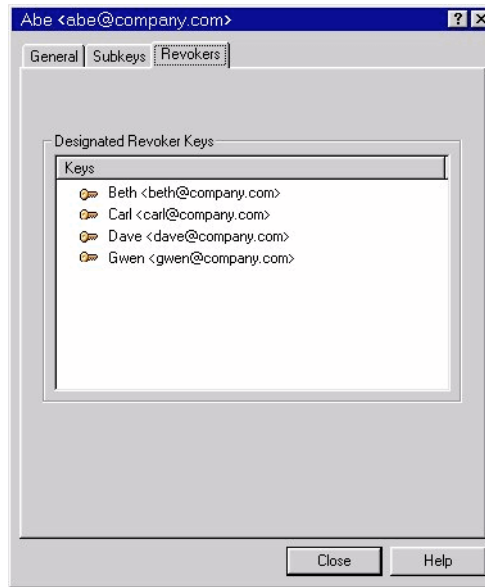 Abe <abe@company.com>
General Subkeys Revokers
Designated Revoker Keys
Keys
Beth <beth@company.com>
Carl <carl@company.com>
Dave <dave@company.com>
Gwen <gwen@company.com>
Close Help